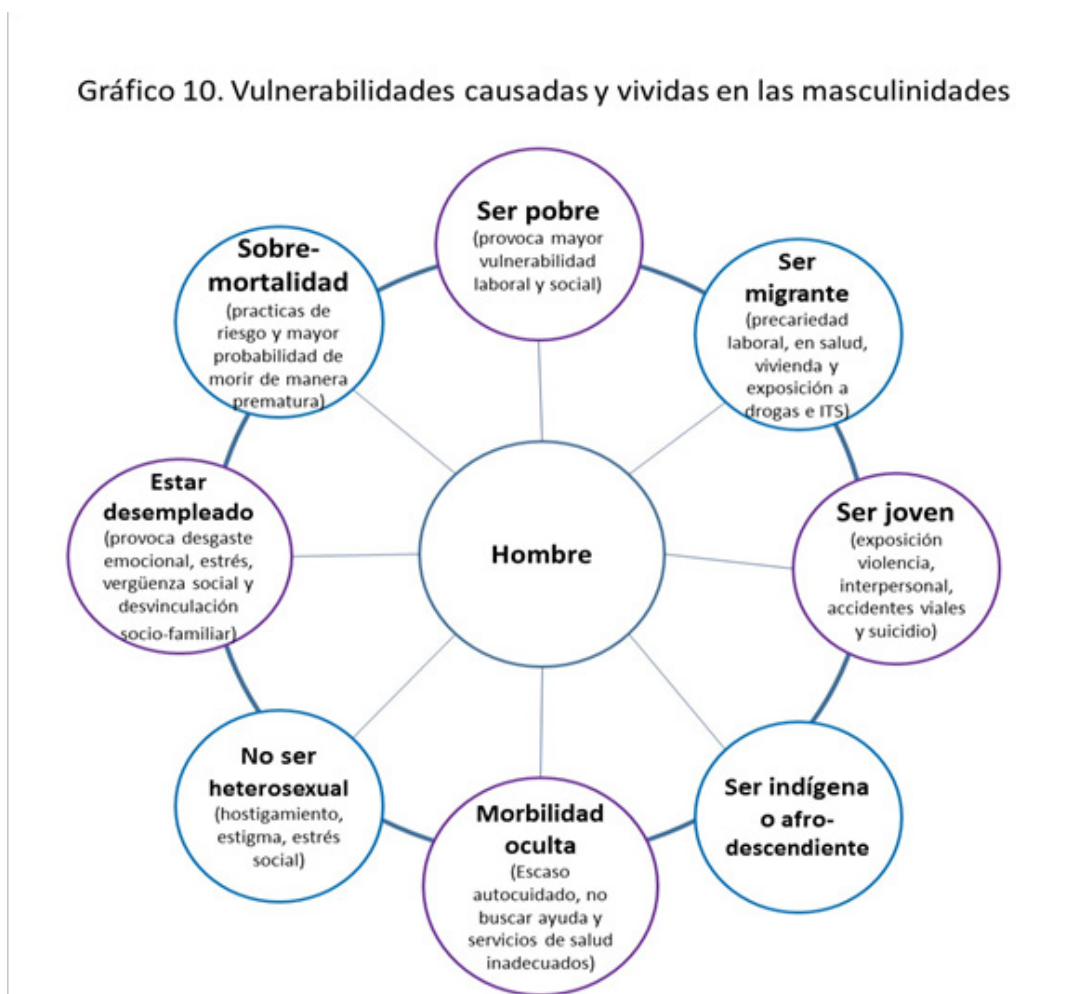 Gráfico 10. Vulnerabilidades causadas y vividas en las masculinidades
Ser pobre
(provoca mayor
vulnerabilidad
laboral y social)
Ser
migrante
(precariedad
laboral, en salud,
vivienda y
exposición a
drogas e ITS)
Ser joven
(exposición
violencia,
interpersonal,
accidentes viales
y suicidio)
Ser indígena
o afro-
descendiente
Morbilidad
oculta
(Escaso
autocuidado, no
buscar ayuda y
servicios de salud
inadecuados)
No ser
heterosexual
(hostigamiento,
estigma, estrés
social)
Estar
desempleado
(provoca desgaste
emocional, estrés,
vergüenza social y
desvinculación
socio-familiar)
Sobre-
mortalidad
(practicas de
riesgo y mayor
probabilidad de
morir de manera
prematura)
Hombre